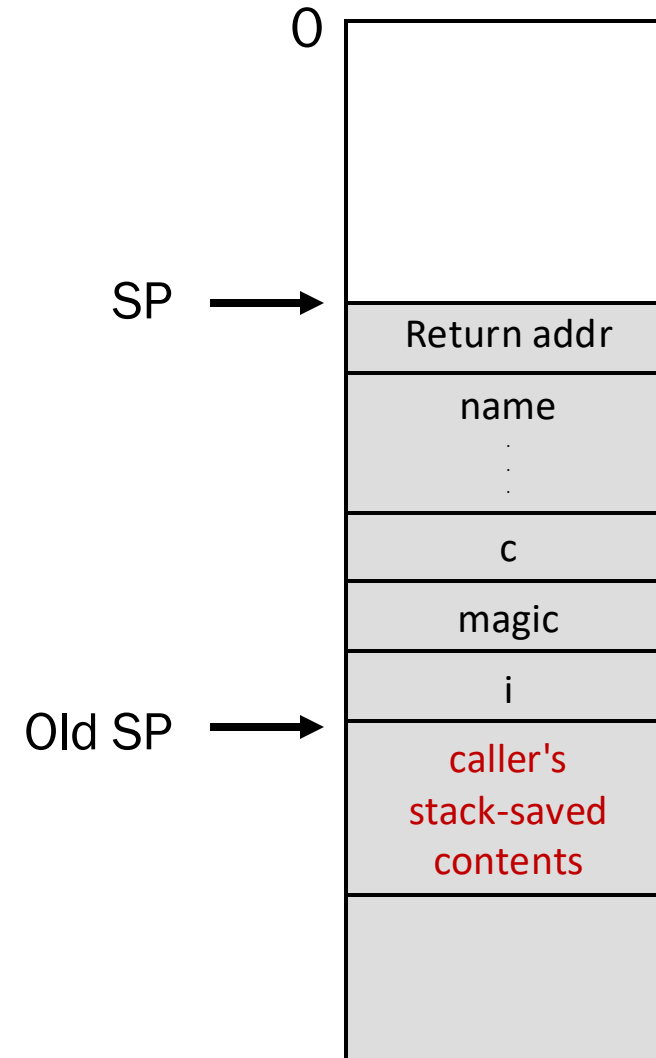 0
SP
Return addr
name
.
.
.
c
magic
i
Old SP
caller's
stack-saved
contents